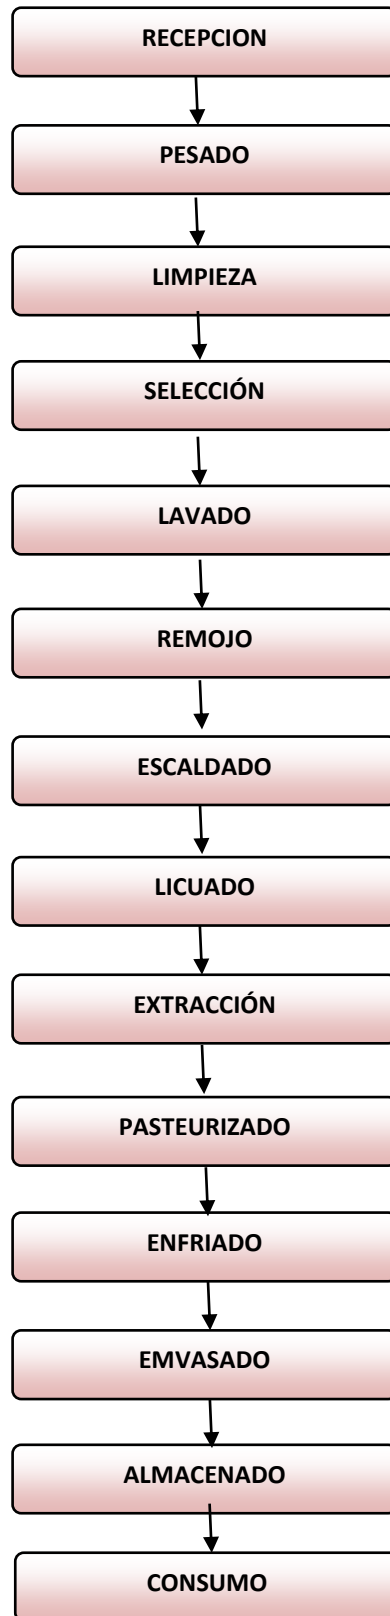 RECEPCION
PESADO
LIMPIEZA
SELECCIÓN
LAVADO
REMOJO
ESCALDADO
LICUADO
EXTRACCIÓN
PASTEURIZADO
ENFRIADO
EMVASADO
ALMACENADO
CONSUMO